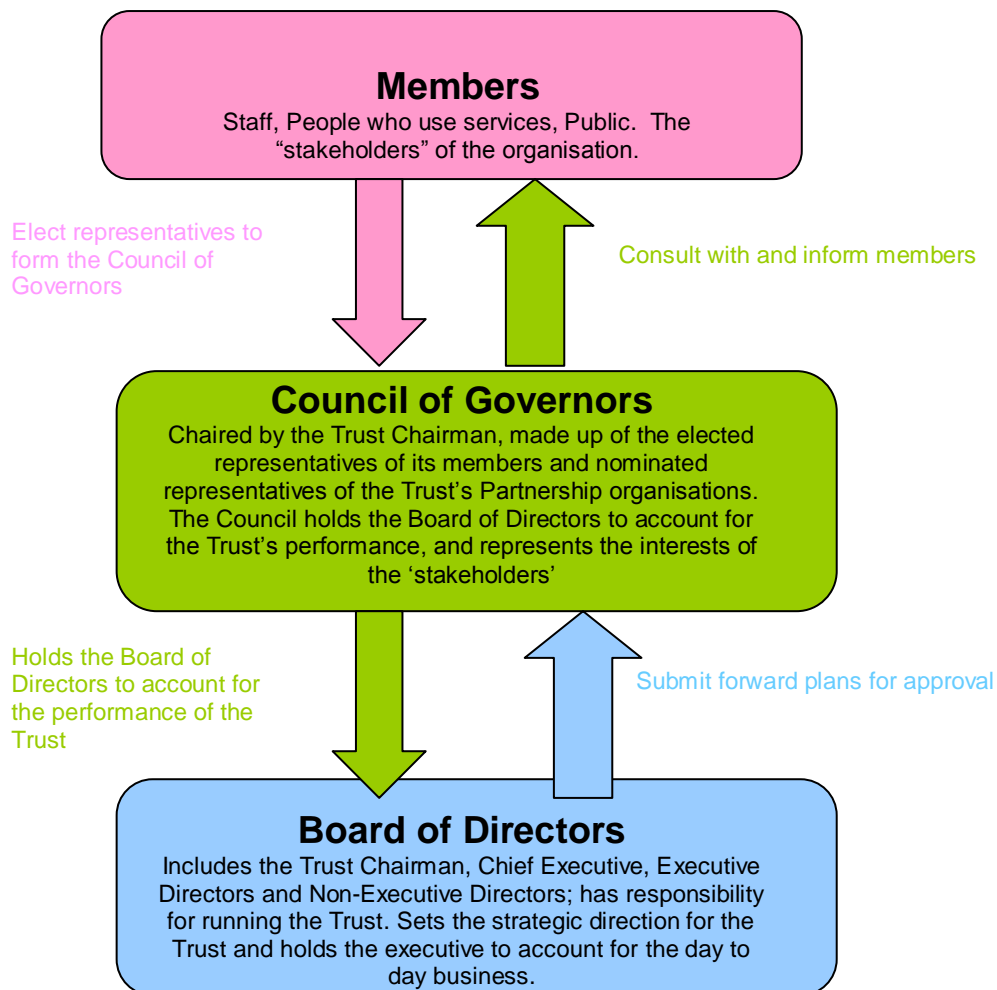 Members
Staff, People who use services, Public.  The
“stakeholders” of the organisation.
Elect representatives to
form the Council of
Governors
Consult with and inform members
Council of Governors
Chaired by the Trust Chairman, made up of the elected
representatives of its members and nominated
representatives of the Trust’s Partnership organisations.
The Council holds the Board of Directors to account for
the Trust’s performance, and represents the interests of
the ‘stakeholders’
Holds the Board of
Directors to account for
the performance of the
Trust
Submit forward plans for approval
Board of Directors
Includes the Trust Chairman, Chief Executive, Executive
Directors and Non-Executive Directors; has responsibility
for running the Trust. Sets the strategic direction for the
Trust and holds the executive to account for the day to
day business.